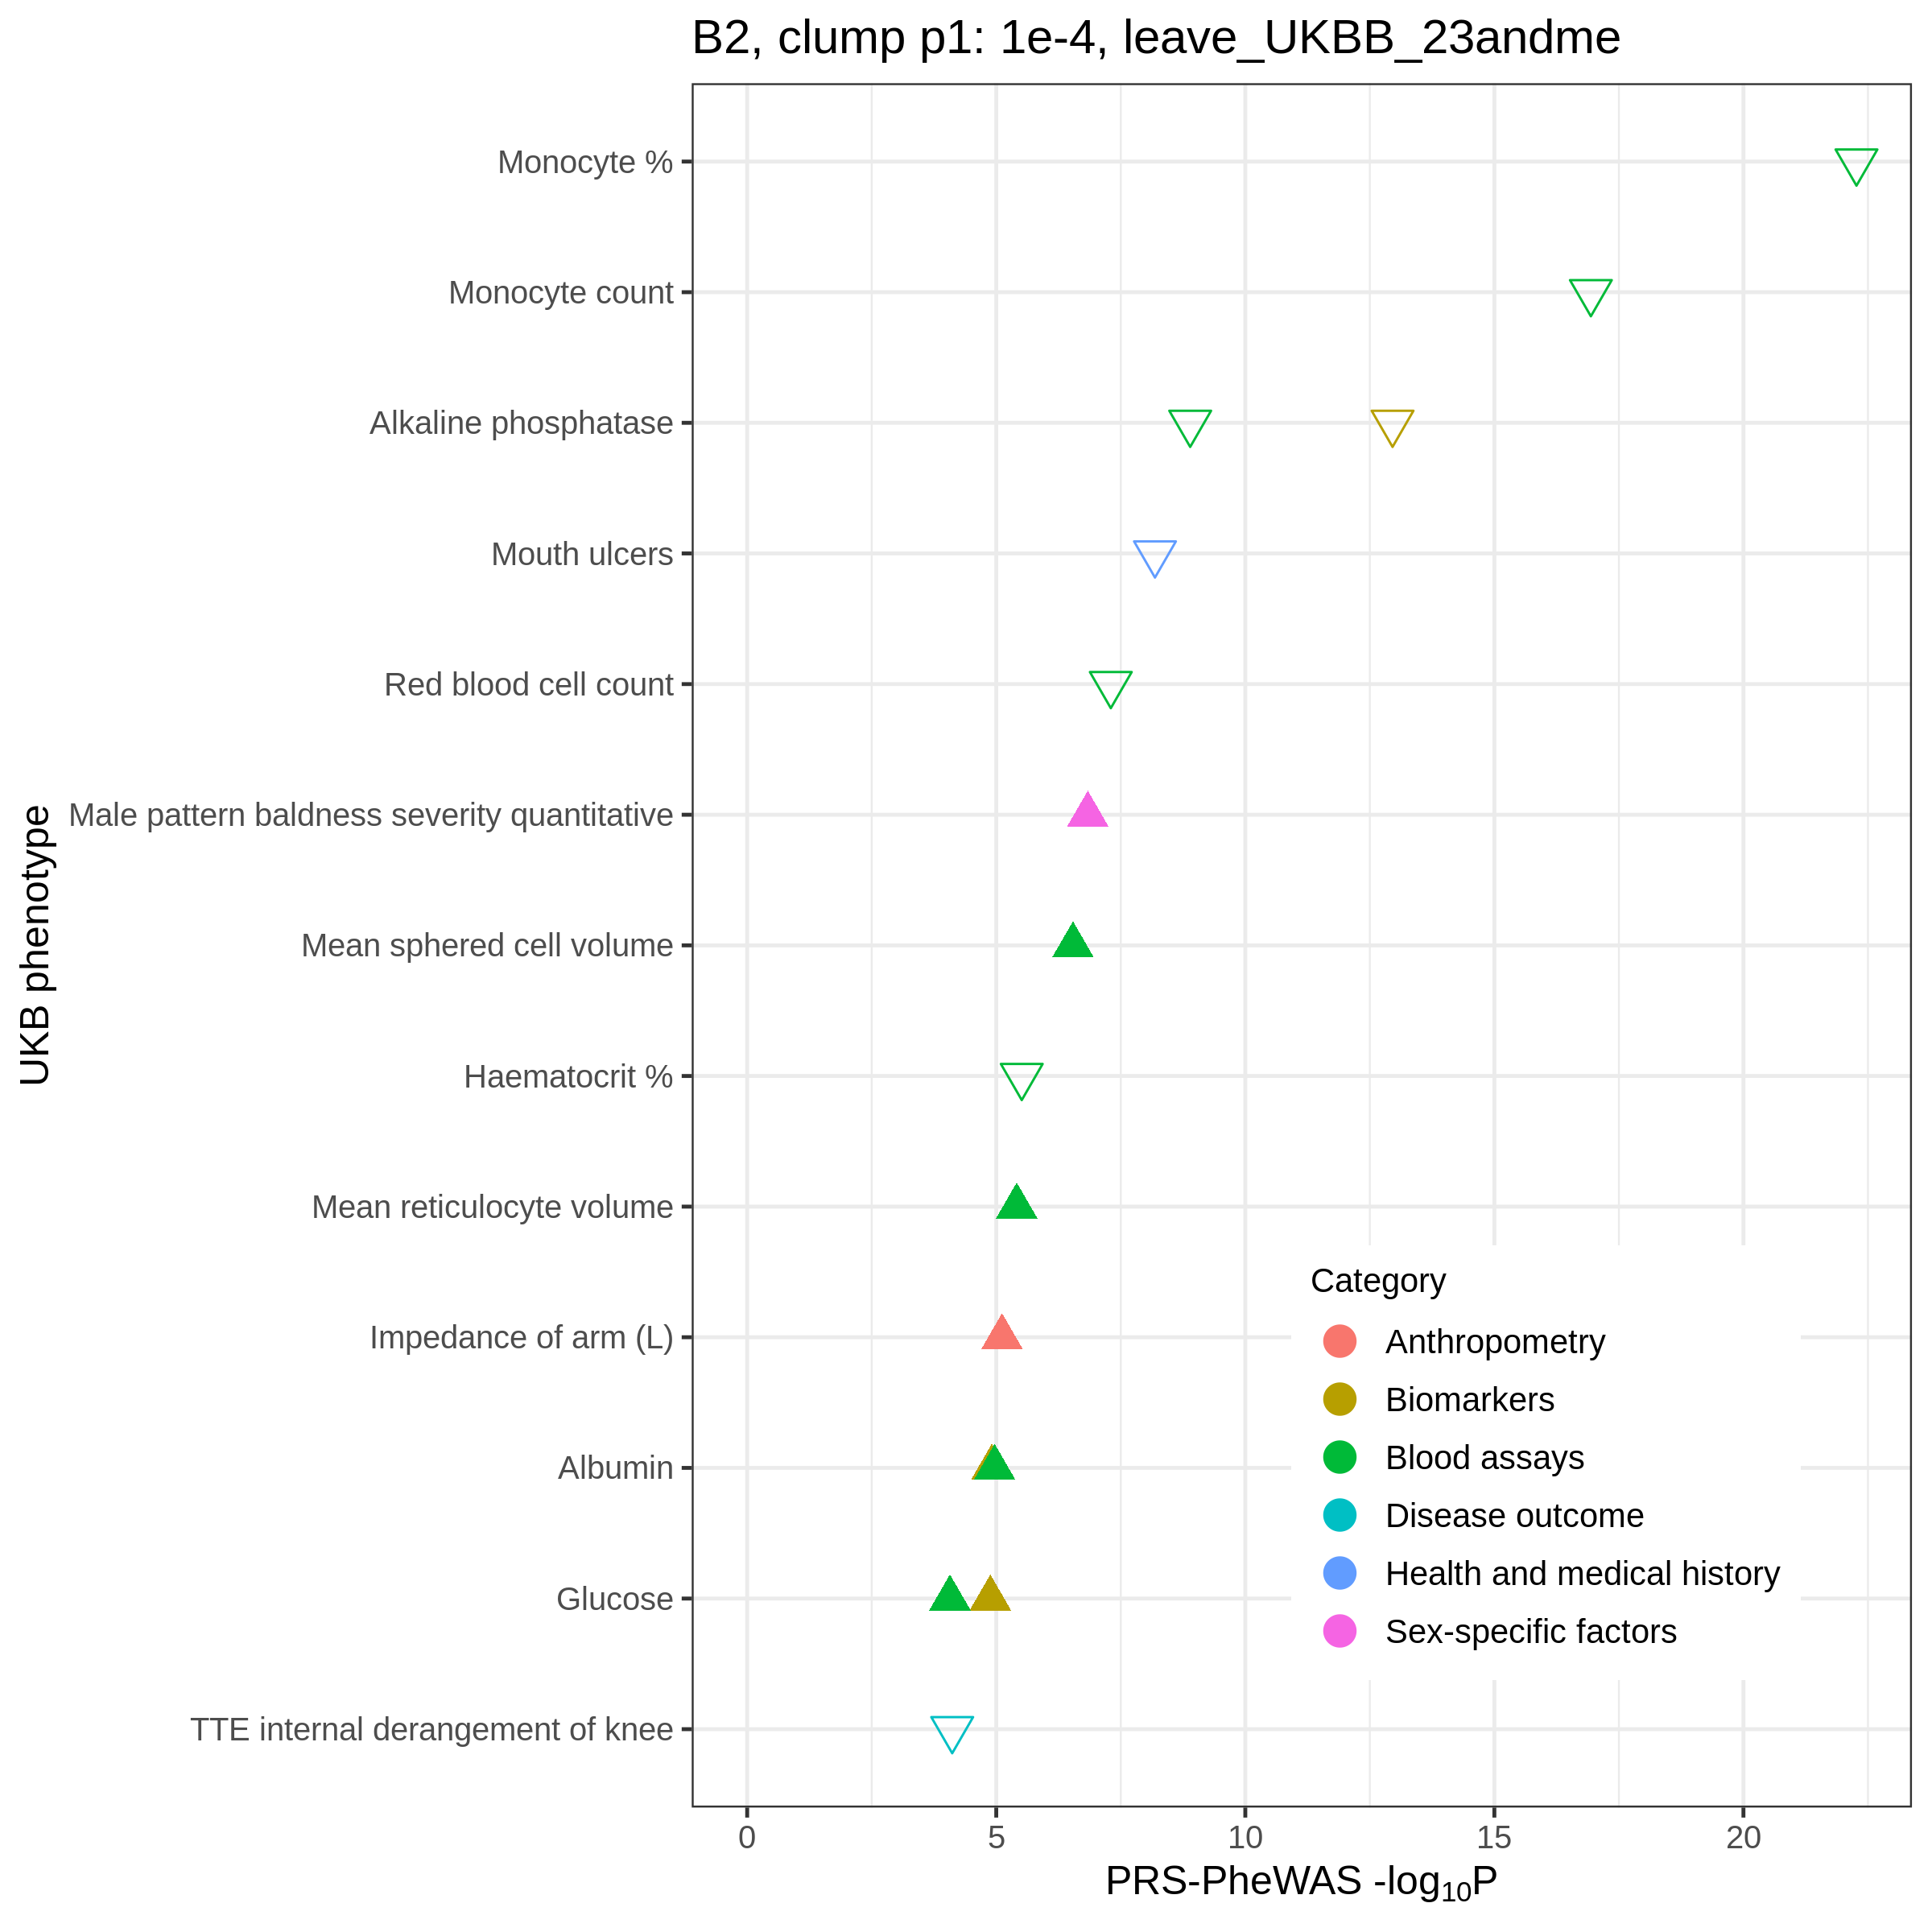 B2, clump p1: 1e-4, leave_UKBB_23andme
UKB phenotype
Monocyte %
Monocyte count
Alkaline phosphatase
Mouth ulcers
Red blood cell count
Male pattern baldness severity quantitative
Mean sphered cell volume
Haematocrit %
Mean reticulocyte volume
Impedance of arm (L)
Albumin
Glucose
TTE internal derangement of knee
Category
Anthropometry
Biomarkers
Blood assays
Disease outcome
Health and medical history
Sex-specific factors
0 5 10 15 20
PRS-PheWAS -log₁₀P